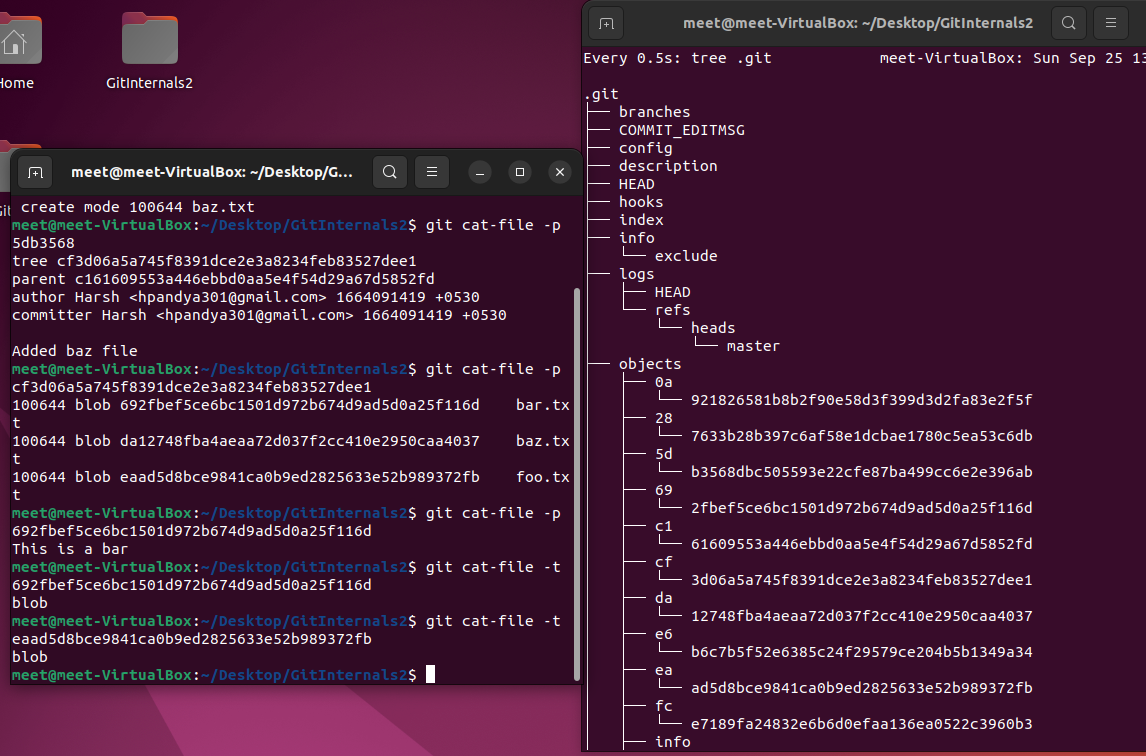 Home
GitInternals2
meet@meet-VirtualBox: ~/Desktop/G...
create mode 100644 baz.txt
meet@meet-VirtualBox:~/Desktop/GitInternals2$ git cat-file -p
5db3568
tree cf3d06a5a745f8391dce2e3a8234feb83527dee1
parent c161609553a446ebbd0aa5e4f54d29a67d5852fd
author Harsh <hpandya301@gmail.com> 1664091419 +0530
committer Harsh <hpandya301@gmail.com> 1664091419 +0530
Added baz file
meet@meet-VirtualBox:~/Desktop/GitInternals2$ git cat-file -p
cf3d06a5a745f8391dce2e3a8234feb83527dee1
100644 blob 692fbef5ce6bc1501d972b674d9ad5d0a25f116d    bar.tx
t
100644 blob da12748fba4aeaa72d037f2cc410e2950caa4037    baz.tx
t
100644 blob eaad5d8bce9841ca0b9ed2825633e52b989372fb    foo.tx
t
meet@meet-VirtualBox:~/Desktop/GitInternals2$ git cat-file -p
692fbef5ce6bc1501d972b674d9ad5d0a25f116d
This is a bar
meet@meet-VirtualBox:~/Desktop/GitInternals2$ git cat-file -t
692fbef5ce6bc1501d972b674d9ad5d0a25f116d
blob
meet@meet-VirtualBox:~/Desktop/GitInternals2$ git cat-file -t
eaad5d8bce9841ca0b9ed2825633e52b989372fb
blob
meet@meet-VirtualBox:~/Desktop/GitInternals2$
meet@meet-VirtualBox: ~/Desktop/GitInternals2
Every 0.5s: tree .git    meet-VirtualBox: Sun Sep 25 13
.git
├── branches
├── COMMIT_EDITMSG
├── config
├── description
├── HEAD
├── hooks
├── index
├── info
│   └── exclude
├── logs
│   ├── HEAD
│   └── refs
│       └── heads
│           └── master
├── objects
│   ├── 0a
│   │   └── 921826581b8b2f90e58d3f399d3d2fa83e2f5f
│   ├── 28
│   │   └── 7633b28b397c6af58e1dcbae1780c5ea53c6db
│   ├── 5d
│   │   └── b3568dbc505593e22cfe87ba499cc6e2e396ab
│   ├── 69
│   │   └── 2fbef5ce6bc1501d972b674d9ad5d0a25f116d
│   ├── c1
│   │   └── 61609553a446ebbd0aa5e4f54d29a67d5852fd
│   ├── cf
│   │   └── 3d06a5a745f8391dce2e3a8234feb83527dee1
│   ├── da
│   │   └── 12748fba4aeaa72d037f2cc410e2950caa4037
│   ├── e6
│   │   └── b6c7b5f52e6385c24f29579ce204b5b1349a34
│   ├── ea
│   │   └── ad5d8bce9841ca0b9ed2825633e52b989372fb
│   ├── fc
│   │   └── e7189fa24832e6b6d0efaa136ea0522c3960b3
│   ├── info